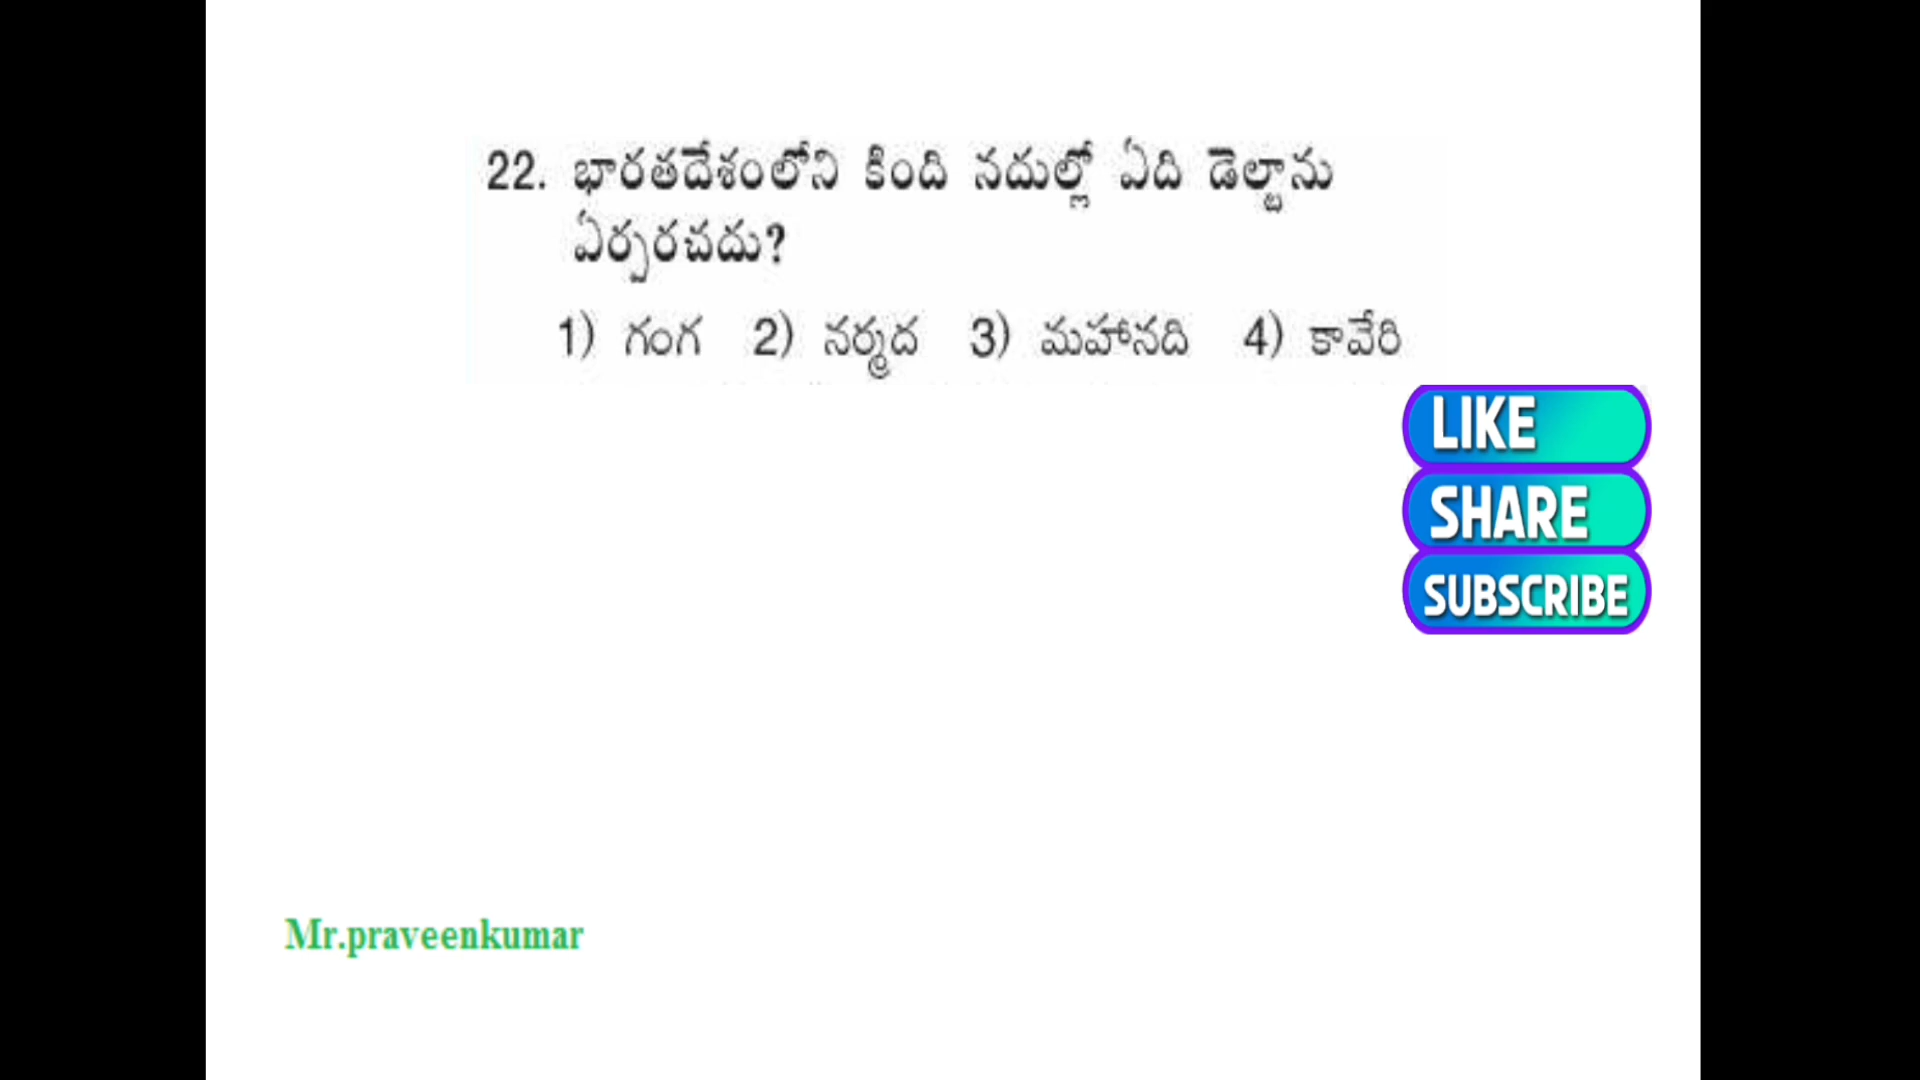 22. భారతదేశంలోని కింది నదుల్లో ఏది డెల్టాను
ఏర్పరచదు?
1) గంగ 2) నర్మద 3) మహానది 4) కావేరి
LIKE
SHARE
SUBSCRIBE
Mr.praveenkumar